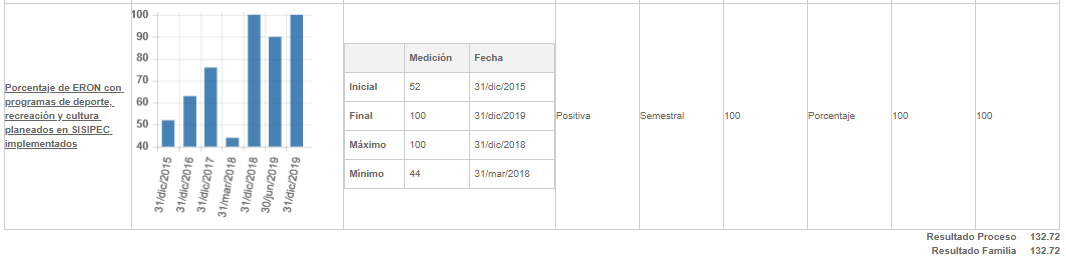 Porcentaje de ERON con
programas de deporte,
recreación y cultura
planeados en SISIPEC
implementados
100
90
80
70
60
50
40
31/dic/2015
31/dic/2016
31/dic/2017
31/mar/2018
31/dic/2018
30/jun/2019
31/dic/2019
Medición Fecha
Inicial 52 31/dic/2015
Final 100 31/dic/2019
Máximo 100 31/dic/2018
Mínimo 44 31/mar/2018
Positiva Semestral 100 Porcentaje 100 100
Resultado Proceso 132.72
Resultado Familia 132.72